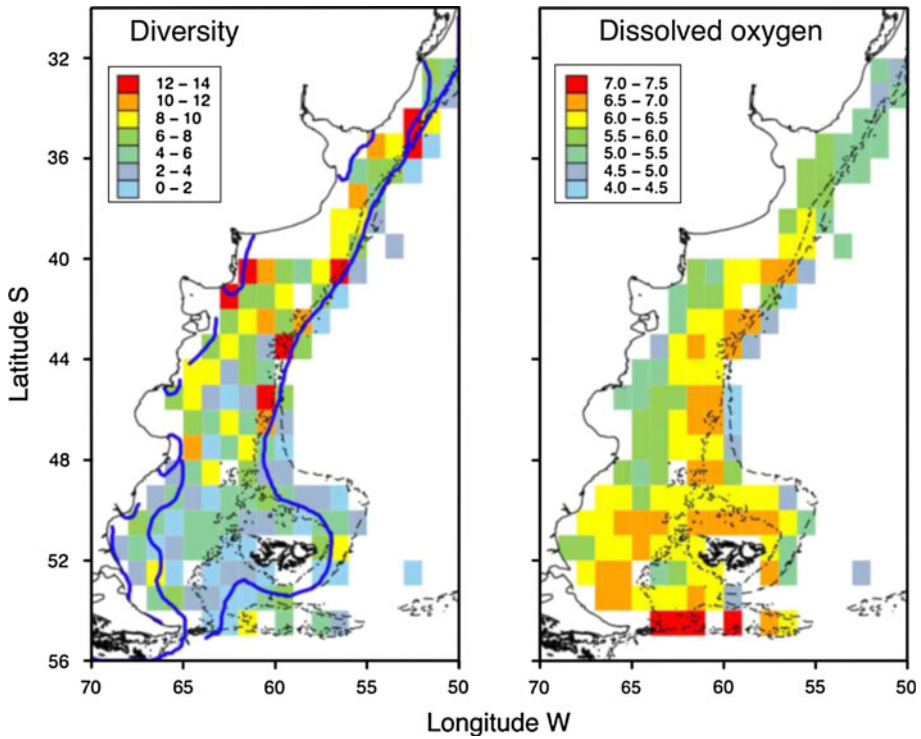 Diversity
12 – 14
10 – 12
8 – 10
6 – 8
4 – 6
2 – 4
0 – 2
Dissolved oxygen
7.0 – 7.5
6.5 – 7.0
6.0 – 6.5
5.5 – 6.0
5.0 – 5.5
4.5 – 5.0
4.0 – 4.5
Latitude S
32
36
40
44
48
52
56
70
65
60
55
50
70
65
60
55
50
Longitude W